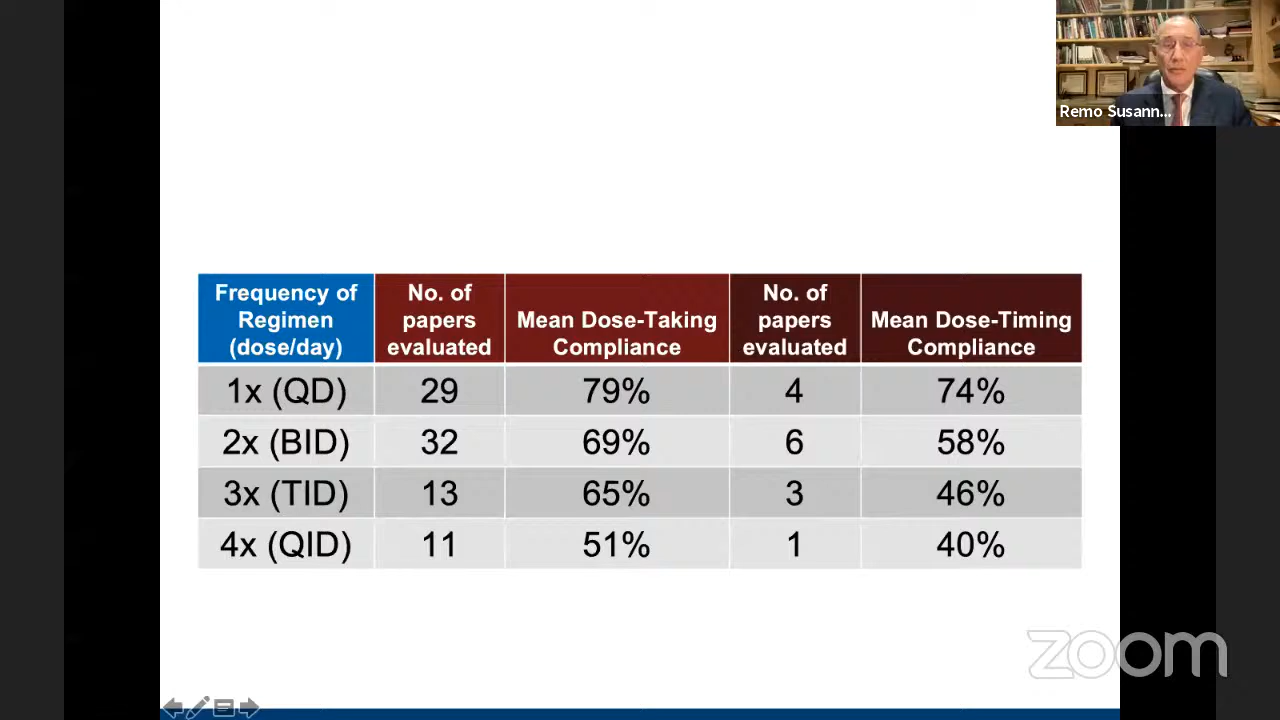 Remo Susann...
Frequency of
Regimen
(dose/day)
No. of
papers
evaluated
Mean Dose-Taking
Compliance
No. of
papers
evaluated
Mean Dose-Timing
Compliance
1x (QD) 29 79% 4 74%
2x (BID) 32 69% 6 58%
3x (TID) 13 65% 3 46%
4x (QID) 11 51% 1 40%
zoom